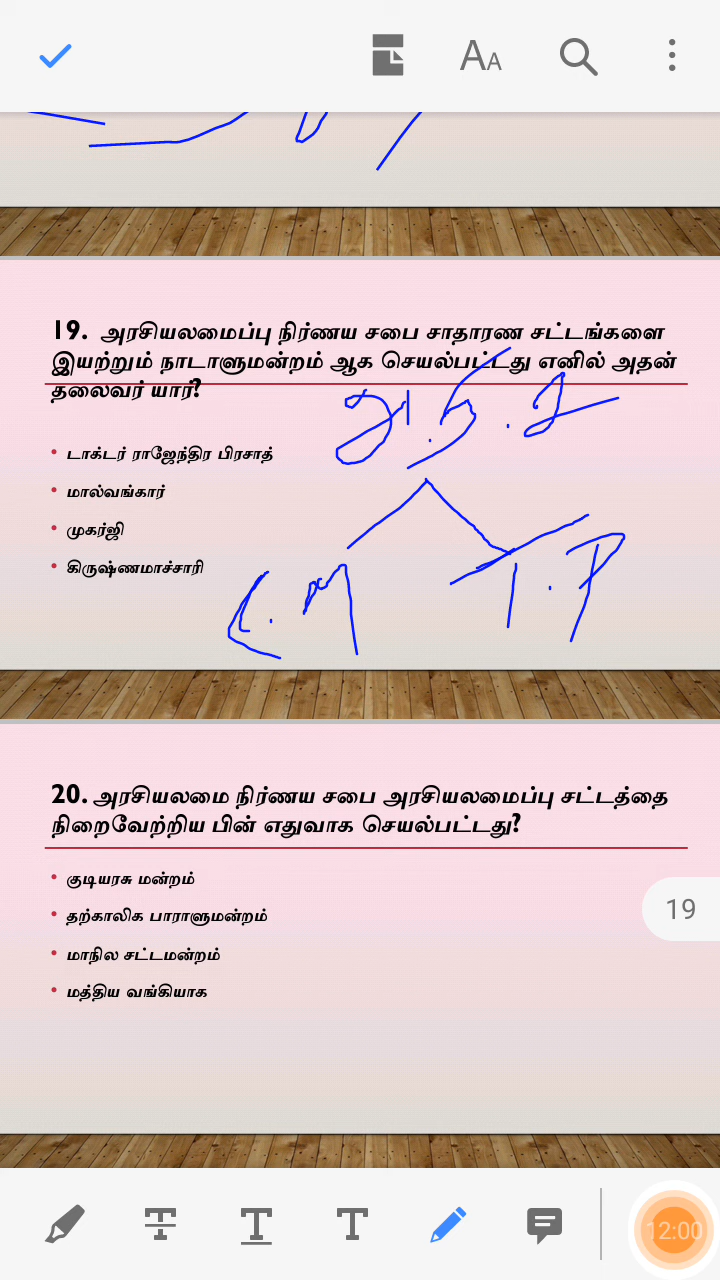 AA
19. அரசியலமைப்பு நிர்ணய சபை சாதாரண சட்டங்களை
இயற்றும் நாடாளுமன்றம் ஆக செயல்பட்டது எனில் அதன்
தலைவர் யார்?
அ.நி.ச
• டாக்டர் ராஜேந்திர பிரசாத்
• மால்வங்கார்
• முகர்ஜி
• கிருஷ்ணமாச்சாரி
T.P
20. அரசியலமை நிர்ணய சபை அரசியலமைப்பு சட்டத்தை
நிறைவேற்றிய பின் எதுவாக செயல்பட்டது?
• குடியரசு மன்றம்
• தற்காலிக பாராளுமன்றம்
• மாநில சட்டமன்றம்
• மத்திய வங்கியாக
19
T T T
12:00